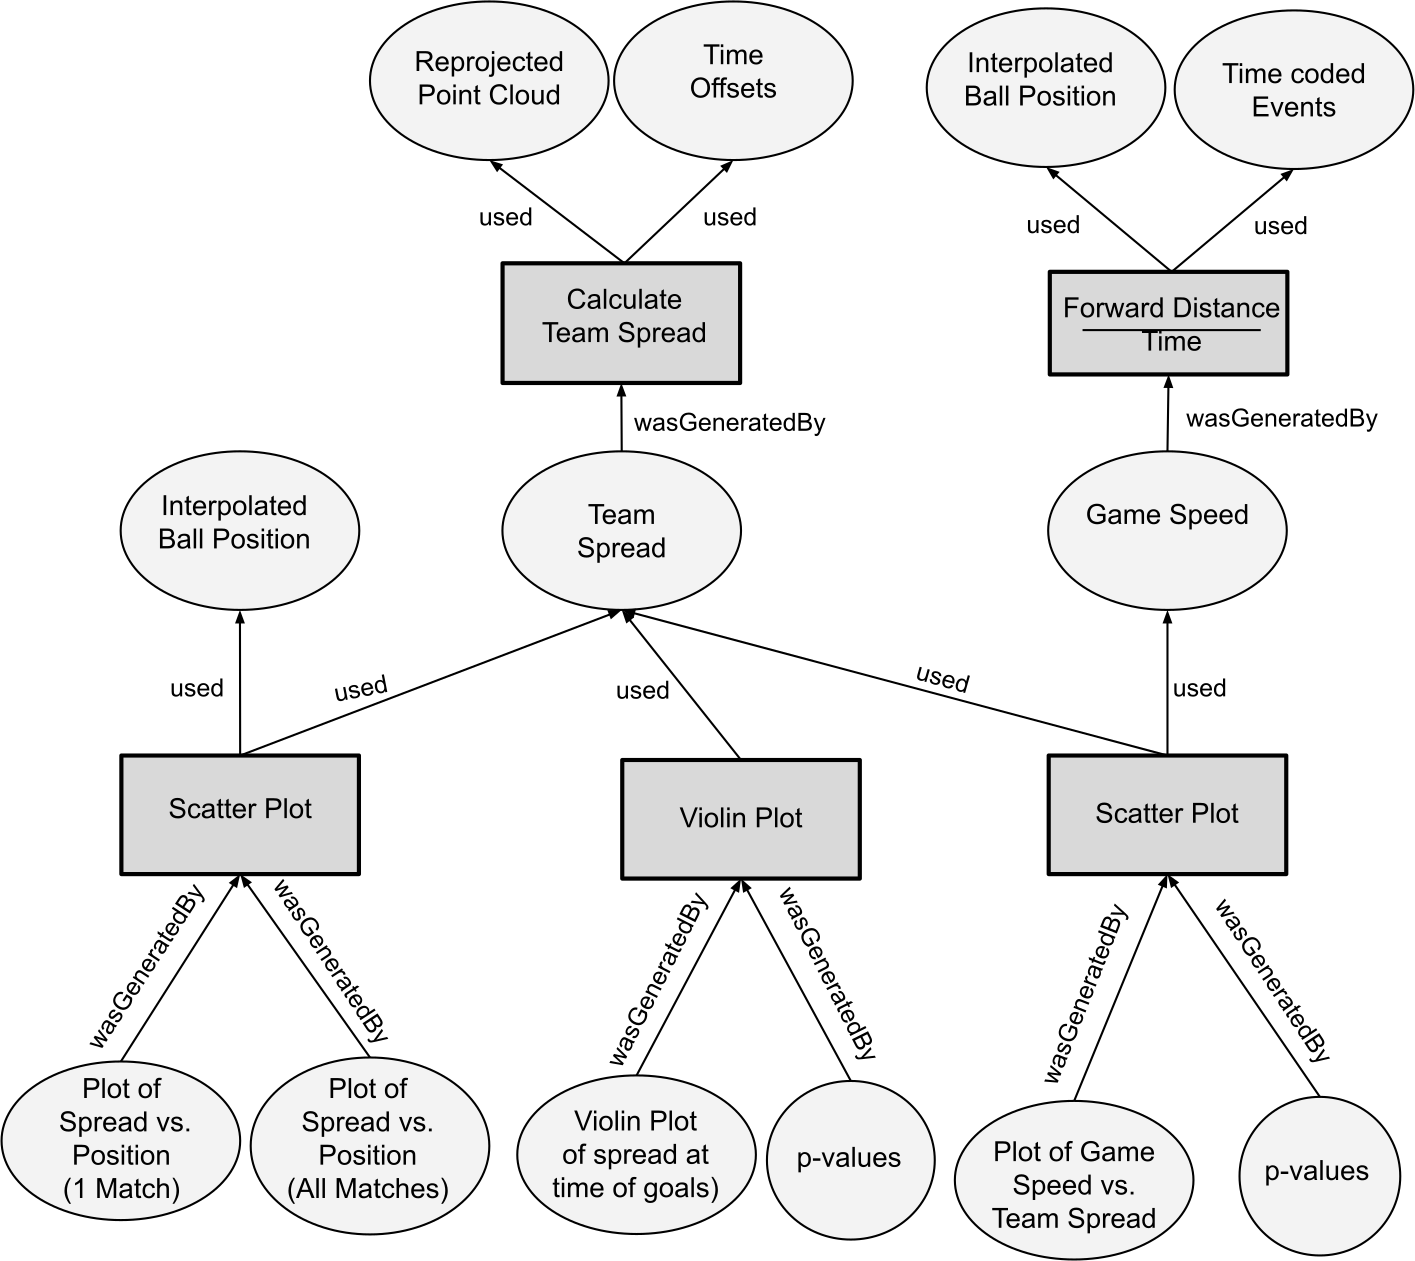 Reprojected
Point Cloud
Time
Offsets
Interpolated
Ball Position
Time coded
Events
used
used
used
used
Calculate
Team Spread
Forward Distance
Time
wasGeneratedBy
wasGeneratedBy
Interpolated
Ball Position
Team
Spread
Game Speed
used
used
used
used
used
Scatter Plot
Violin Plot
Scatter Plot
wasGeneratedBy
wasGeneratedBy
wasGeneratedBy
wasGeneratedBy
wasGeneratedBy
wasGeneratedBy
Plot of
Spread vs.
Position
(1 Match)
Plot of
Spread vs.
Position
(All Matches)
Violin Plot
of spread at
time of goals)
p-values
Plot of Game
Speed vs.
Team Spread
p-values